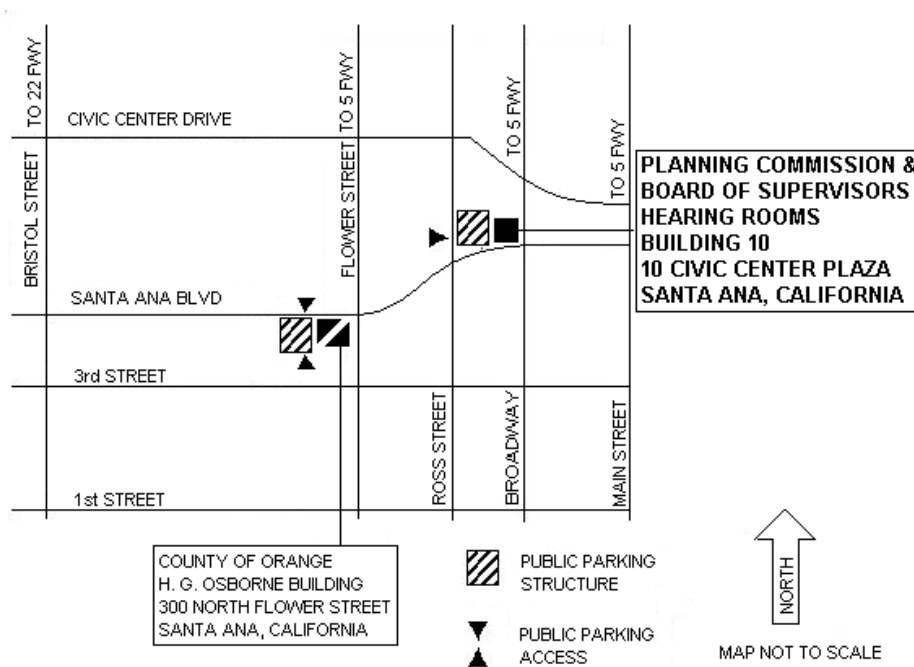 TO 22 FWY
TO 5 FWY
TO 5 FWY
TO 5 FWY
CIVIC CENTER DRIVE
BRISTOL STREET
FLOWER STREET
PLANNING COMMISSION &
BOARD OF SUPERVISORS
HEARING ROOMS
BUILDING 10
10 CIVIC CENTER PLAZA
SANTA ANA, CALIFORNIA
SANTA ANA BLVD
3rd STREET
ROSS STREET
BROADWAY
MAIN STREET
1st STREET
COUNTY OF ORANGE
H. G. OSBORNE BUILDING
300 NORTH FLOWER STREET
SANTA ANA, CALIFORNIA
PUBLIC PARKING
STRUCTURE
PUBLIC PARKING
ACCESS
NORTH
MAP NOT TO SCALE